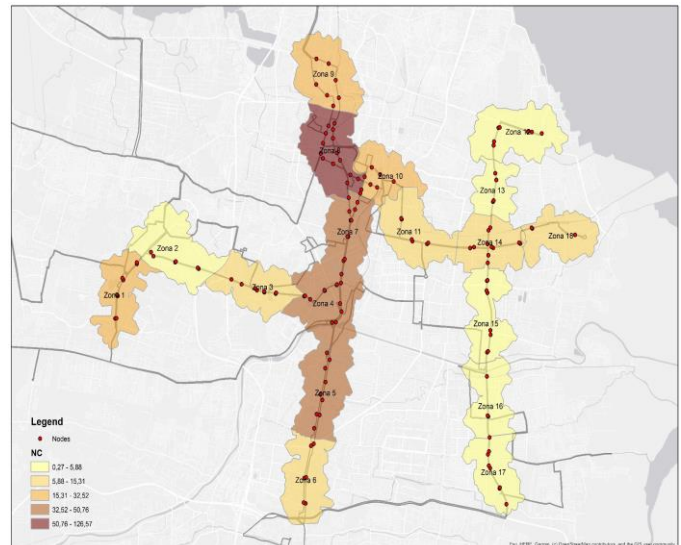 Zona 9
Zona 10
Zona 13
Zona 7
Zona 11
Zona 14
Zona 2
Zona 3
Zona 1
Zona 4
Zona 15
Zona 5
Zona 16
Zona 17
Zona 6
Legend
Nodes
NC
0,27 - 5,88
5,88 - 15,31
15,31 - 32,52
32,52 - 50,76
50,76 - 126,57